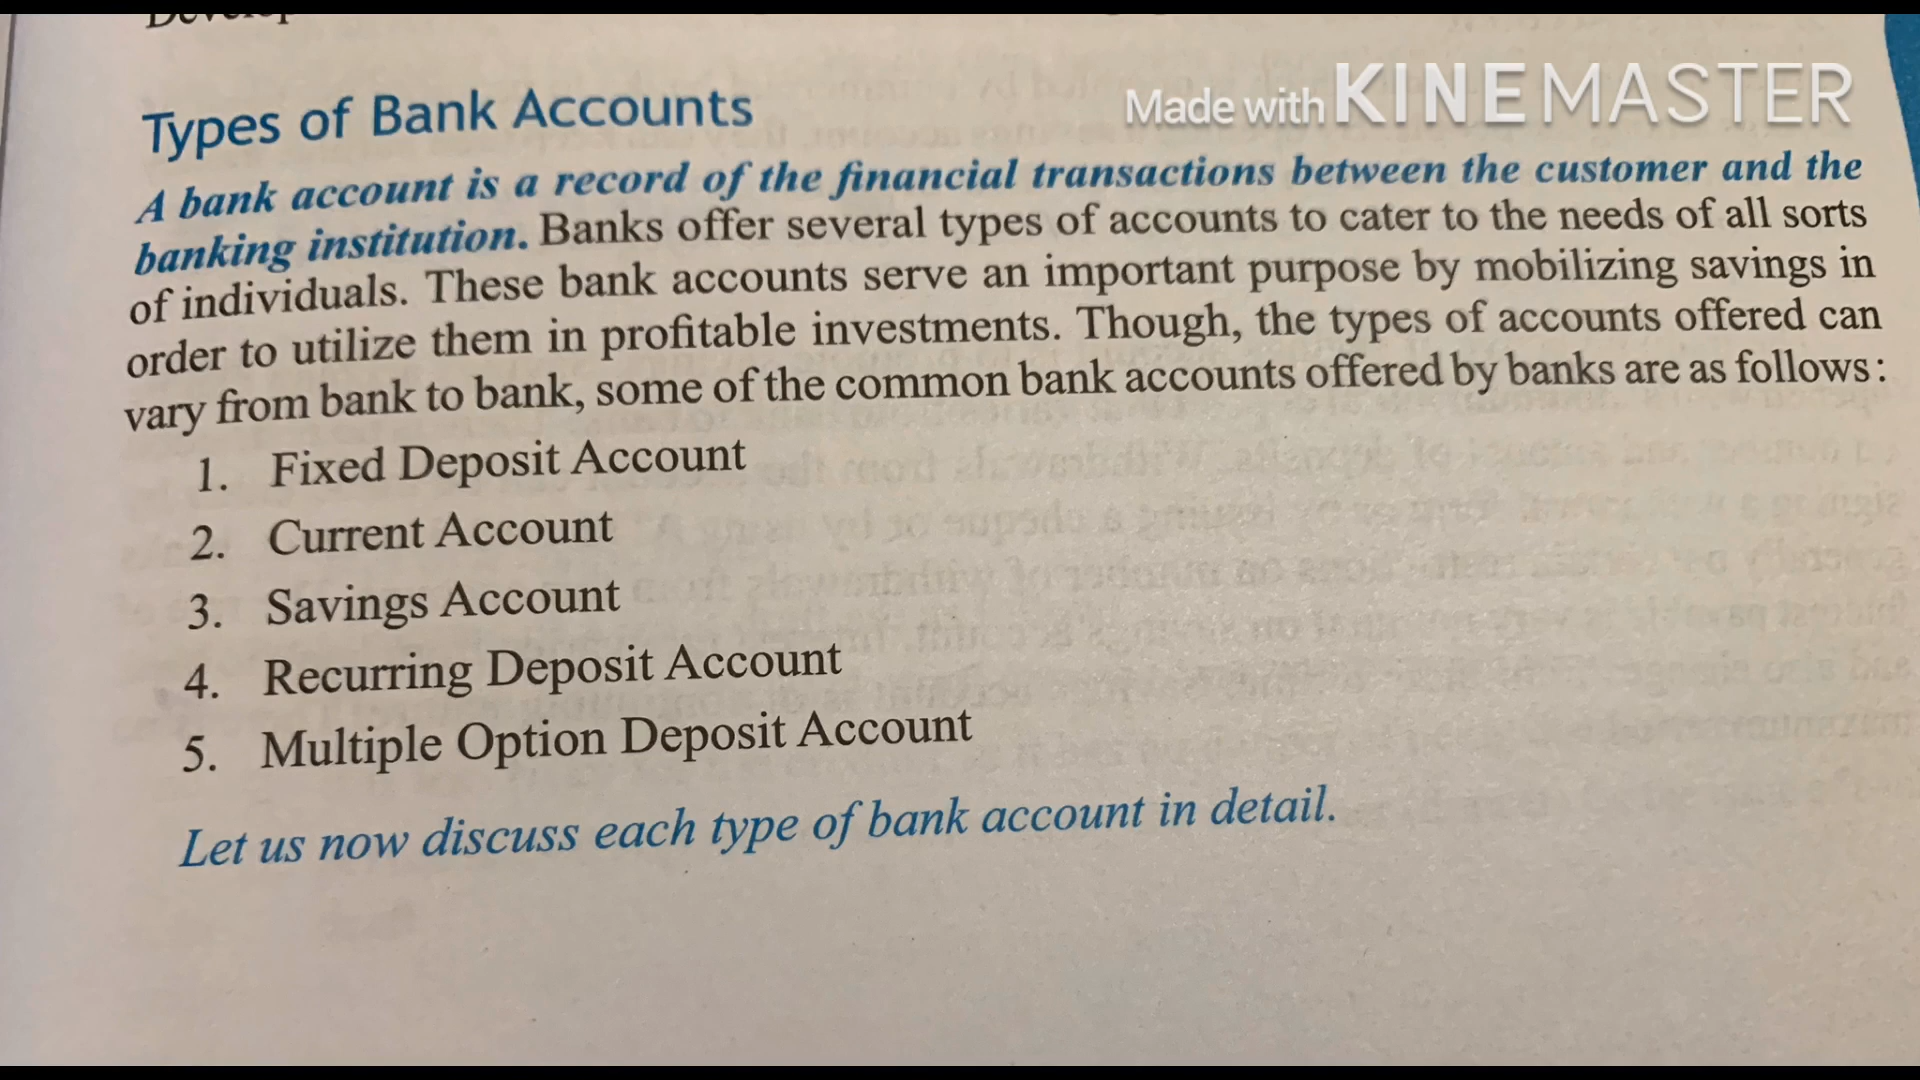 Types of Bank Accounts
Made with KINEMASTER
A bank account is a record of the financial transactions between the customer and the
banking institution. Banks offer several types of accounts to cater to the needs of all sorts
of individuals. These bank accounts serve an important purpose by mobilizing savings in
order to utilize them in profitable investments. Though, the types of accounts offered can
vary from bank to bank, some of the common bank accounts offered by banks are as follows:
1. Fixed Deposit Account
2. Current Account
3. Savings Account
4. Recurring Deposit Account
5. Multiple Option Deposit Account
Let us now discuss each type of bank account in detail.